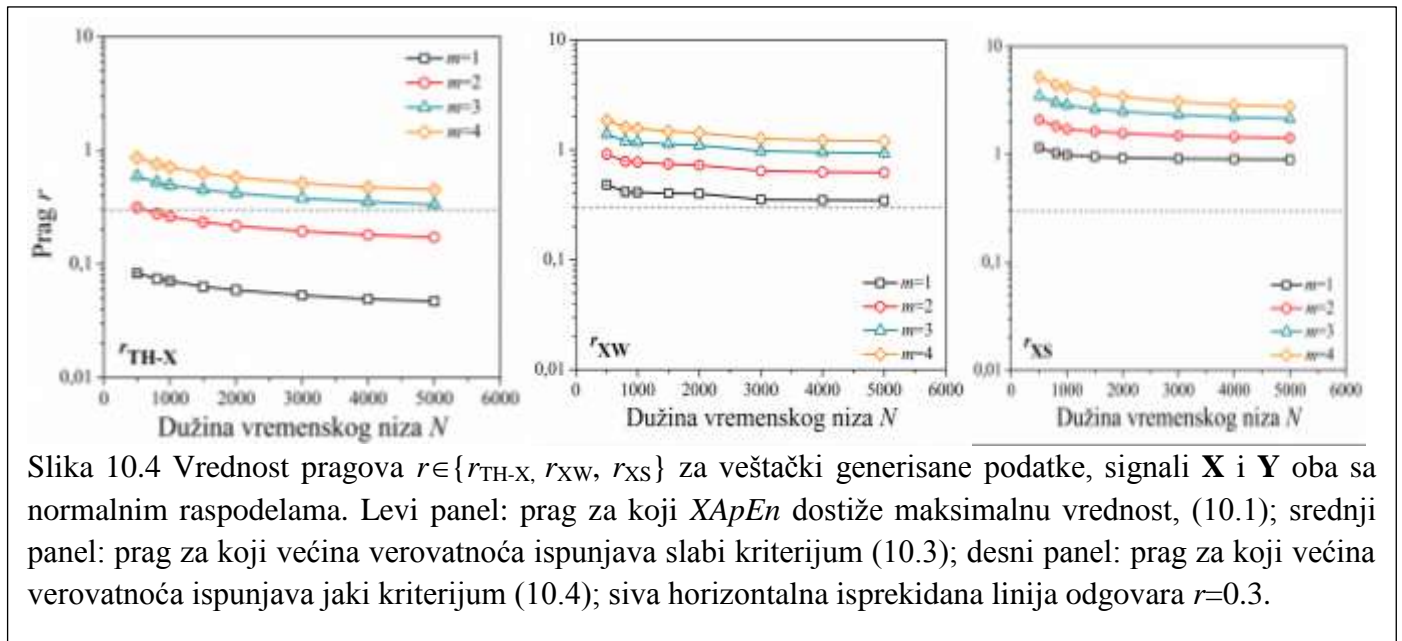 10
1
0,1
0,01
Prag r
m=1
m=2
m=3
m=4
rTH-X
0 1000 2000 3000 4000 5000 6000
Dužina vremenskog niza N
10
1
0,1
0,01
m=1
m=2
m=3
m=4
rXW
0 1000 2000 3000 4000 5000 6000
Dužina vremenskog niza N
10
1
0,1
0,01
m=1
m=2
m=3
m=4
rXS
0 1000 2000 3000 4000 5000 6000
Dužina vremenskog niza N
Slika 10.4 Vrednost pragova r∈{rTH-X, rXW, rXS} za veštački generisane podatke, signali X i Y oba sa
normalnim raspodelama. Levi panel: prag za koji XApEn dostiže maksimalnu vrednost, (10.1); srednji
panel: prag za koji većina verovatnoća ispunjava slabi kriterijum (10.3); desni panel: prag za koji većina
verovatnoća ispunjava jaki kriterijum (10.4); siva horizontalna isprekidana linija odgovara r=0.3.